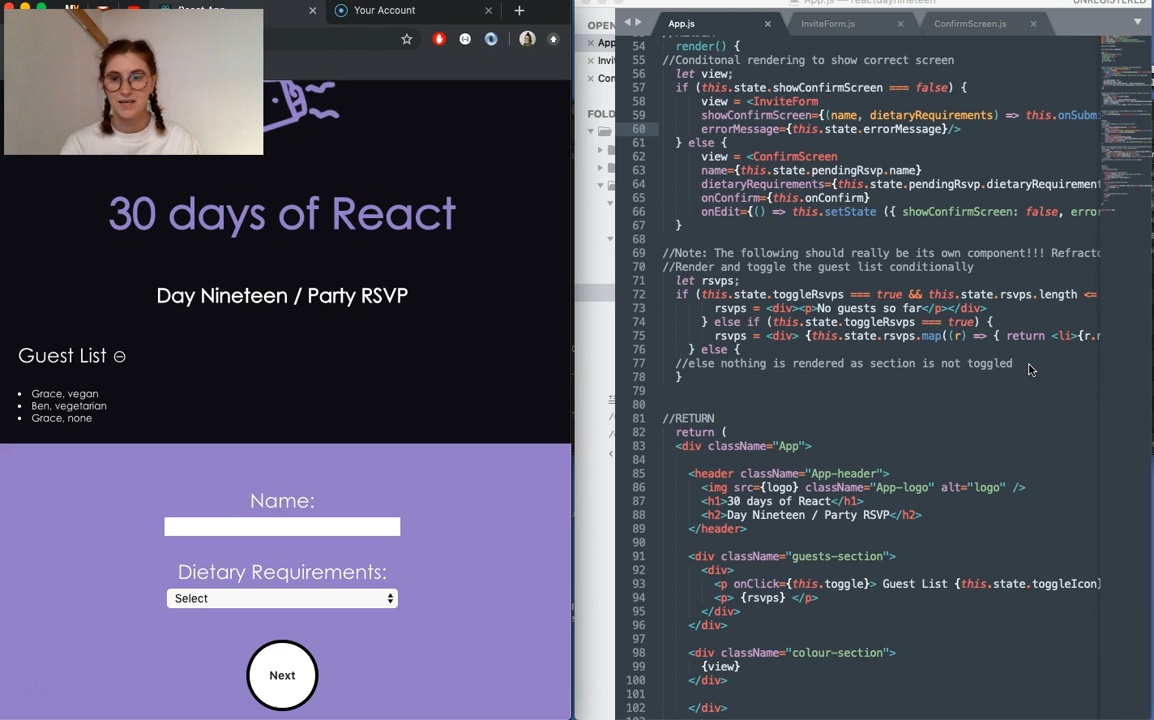 Your Account
30 days of React
Day Nineteen / Party RSVP
Guest List
Grace, vegan
Ben, vegetarian
Grace, none
Name:
Dietary Requirements:
Select
Next
App.js
InviteForm.js
ConfirmScreen.js
OPEN
App
Invi
Con
FOLD
54 render() {
55 //Conditonal rendering to show correct screen
56 let view;
57 if (this.state.showConfirmScreen === false) {
58 view = <InviteForm
59 showConfirmScreen={(name, dietaryRequirements) => this.onSubm
60 errorMessage={this.state.errorMessage}/>
61 } else {
62 view = <ConfirmScreen
63 name={this.state.pendingRsvp.name}
64 dietaryRequirements={this.state.pendingRsvp.dietaryRequirement
65 onConfirm={this.onConfirm}
66 onEdit={() => this.setState ({ showConfirmScreen: false, erro
67 }
68
69 //Note: The following should really be its own component!!! Refracto
70 //Render and toggle the guest list conditionally
71 let rsvps;
72 if (this.state.toggleRsvps === true && this.state.rsvps.length <=
73 rsvps = <div><p>No guests so far</p></div>
74 } else if (this.state.toggleRsvps === true) {
75 rsvps = <div> {this.state.rsvps.map((r) => { return <li>{r.n
76 } else {
77 //else nothing is rendered as section is not toggled
78 }
79
80
81 //RETURN
82 return (
83 <div className="App">
84
85 <header className="App-header">
86 <img src={logo} className="App-logo" alt="logo" />
87 <h1>30 days of React</h1>
88 <h2>Day Nineteen / Party RSVP</h2>
89 </header>
90
91 <div className="guests-section">
92 <div>
93 <p onClick={this.toggle}> Guest List {this.state.toggleIcon}
94 <p> {rsvps} </p>
95 </div>
96 </div>
97
98 <div className="colour-section">
99 {view}
100 </div>
101
102 </div>